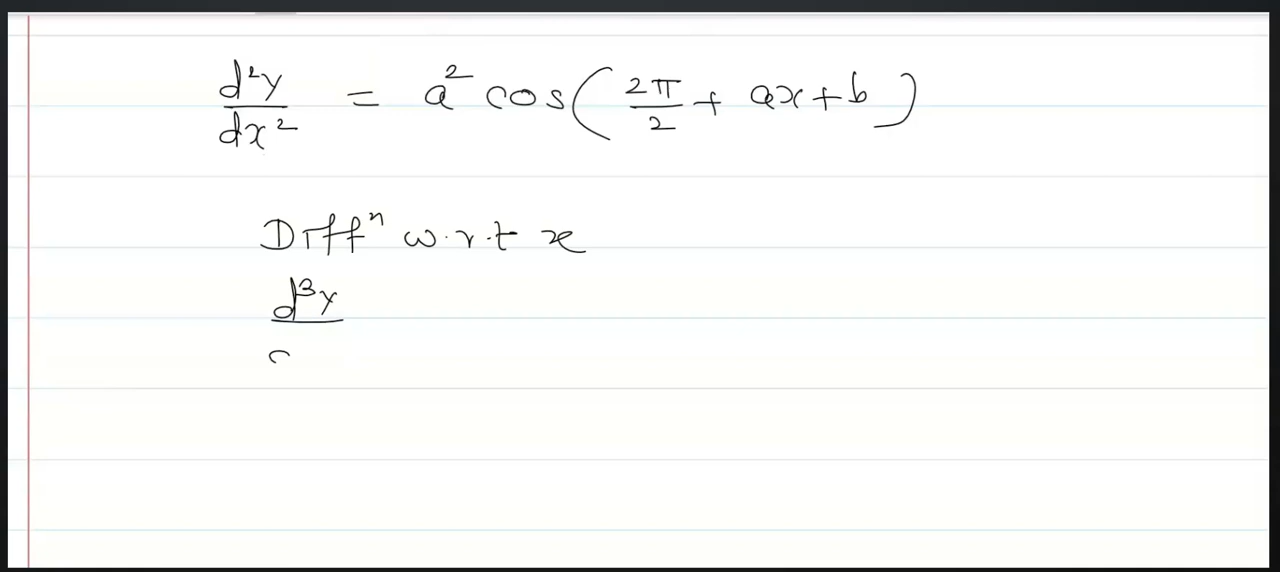 d²y/dx² = a² cos(2π/2 + ax+b)
Diffⁿ w.r.t x
d³y